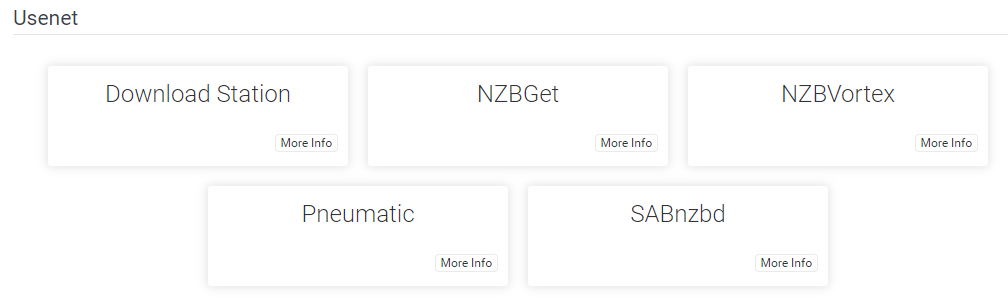 Usenet
Download Station
More Info
NZBGet
More Info
NZBVortex
More Info
Pneumatic
More Info
SABnzbd
More Info